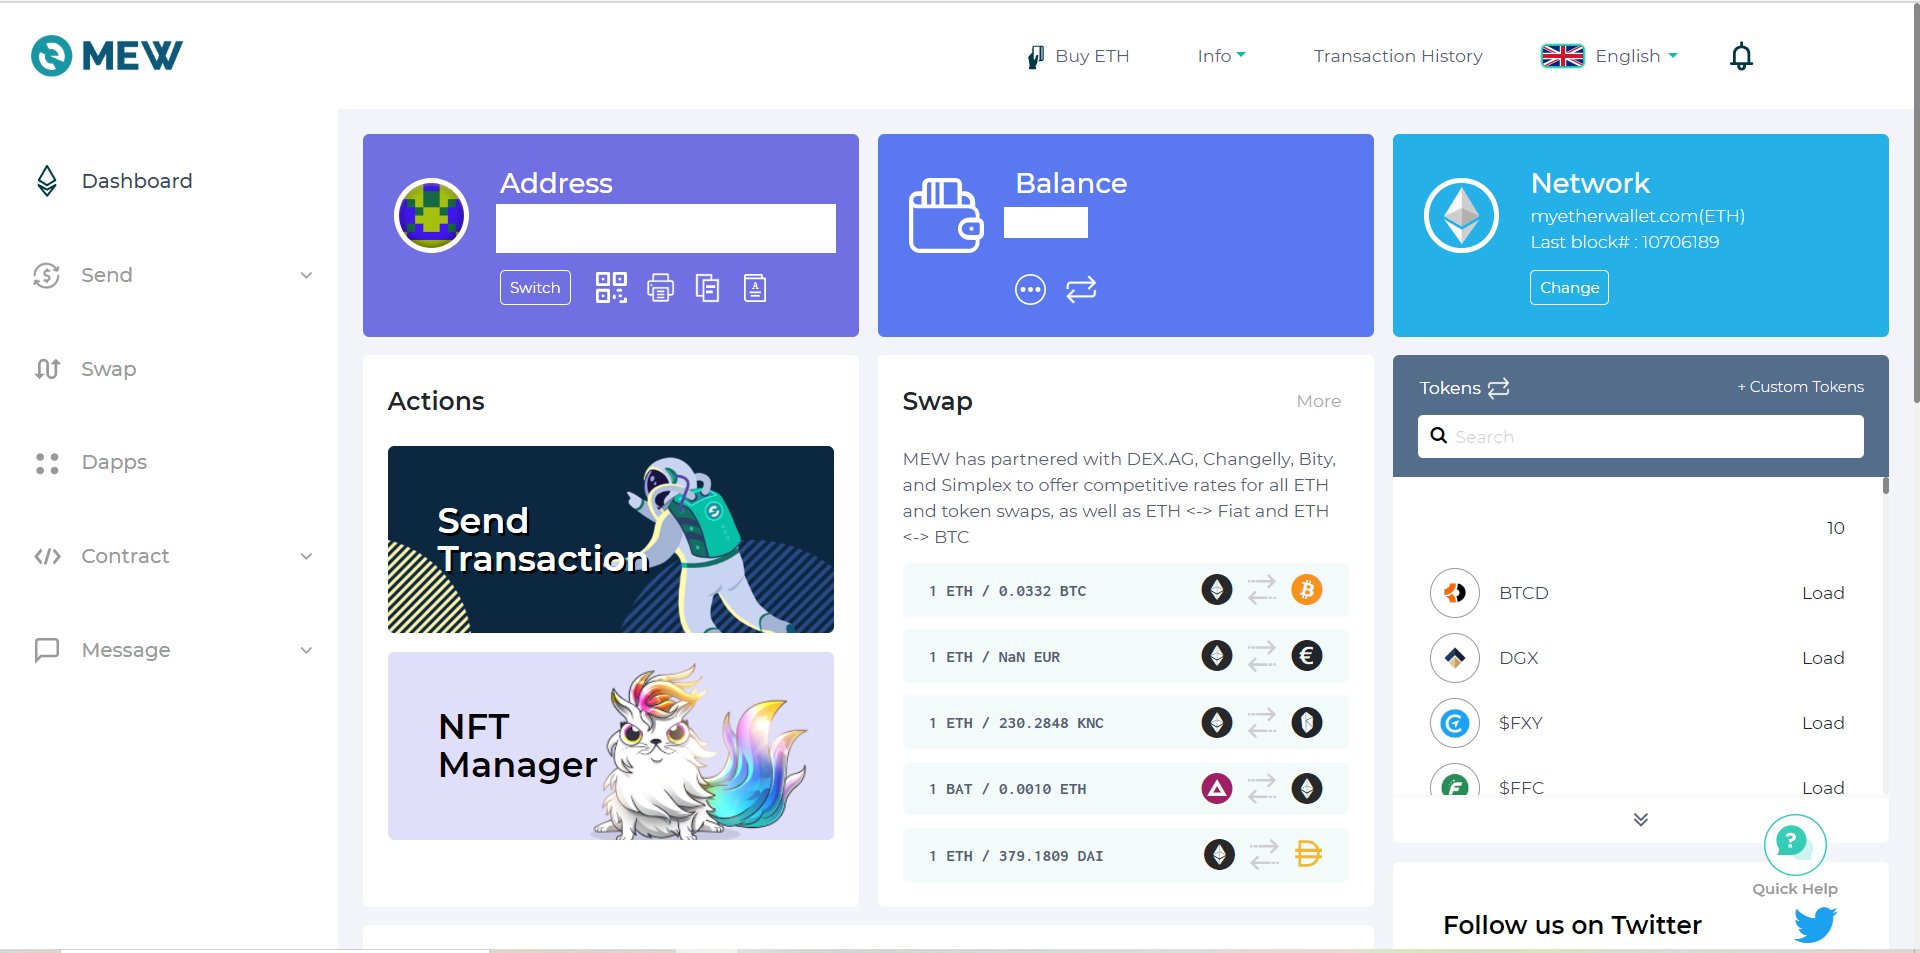 MEW
Buy ETH
Info
Transaction History
English
Dashboard
Send
Swap
Dapps
Contract
Message
Address
Switch
Balance
Network
myetherwallet.com(ETH)
Last block# : 10706189
Change
Actions
Send
Transaction
NFT
Manager
Swap
More
MEW has partnered with DEX.AG, Changelly, Bity,
and Simplex to offer competitive rates for all ETH
and token swaps, as well as ETH <-> Fiat and ETH
<-> BTC
1 ETH / 0.0332 BTC
1 ETH / NaN EUR
1 ETH / 230.2848 KNC
1 BAT / 0.0010 ETH
1 ETH / 379.1809 DAI
Tokens
+ Custom Tokens
Search
10
BTCD Load
DGX Load
$FXY Load
$FFC Load
Quick Help
Follow us on Twitter